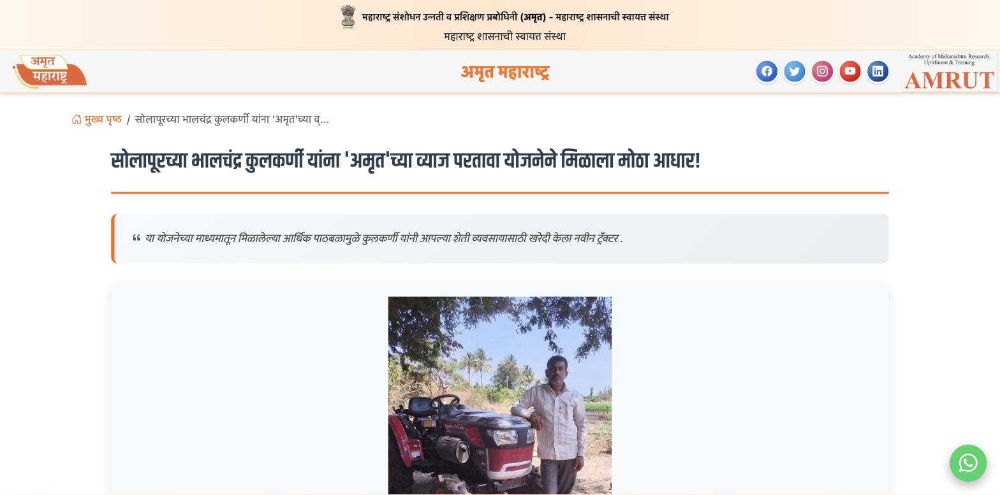 महाराष्ट्र संशोधन उन्नती व प्रशिक्षण प्रबोधिनी (अमृत) - महाराष्ट्र शासनाची स्वायत्त संस्था
महाराष्ट्र शासनाची स्वायत्त संस्था
अमृत
महाराष्ट्र
अमृत महाराष्ट्र
Academy of Maharashtra Research,
Uplifment & Training
AMRUT
मुख्य पृष्ठ / सोलापूरच्या भालचंद्र कुलकर्णी यांना 'अमृत'च्या व्...
सोलापूरच्या भालचंद्र कुलकर्णी यांना 'अमृत'च्या व्याज परतावा योजनेने मिळाला मोठा आधार!
“ या योजनेच्या माध्यमातून मिळालेल्या आर्थिक पाठबळामुळे कुलकर्णी यांनी आपल्या शेती व्यवसायासाठी खरेदी केला नवीन ट्रॅक्टर .